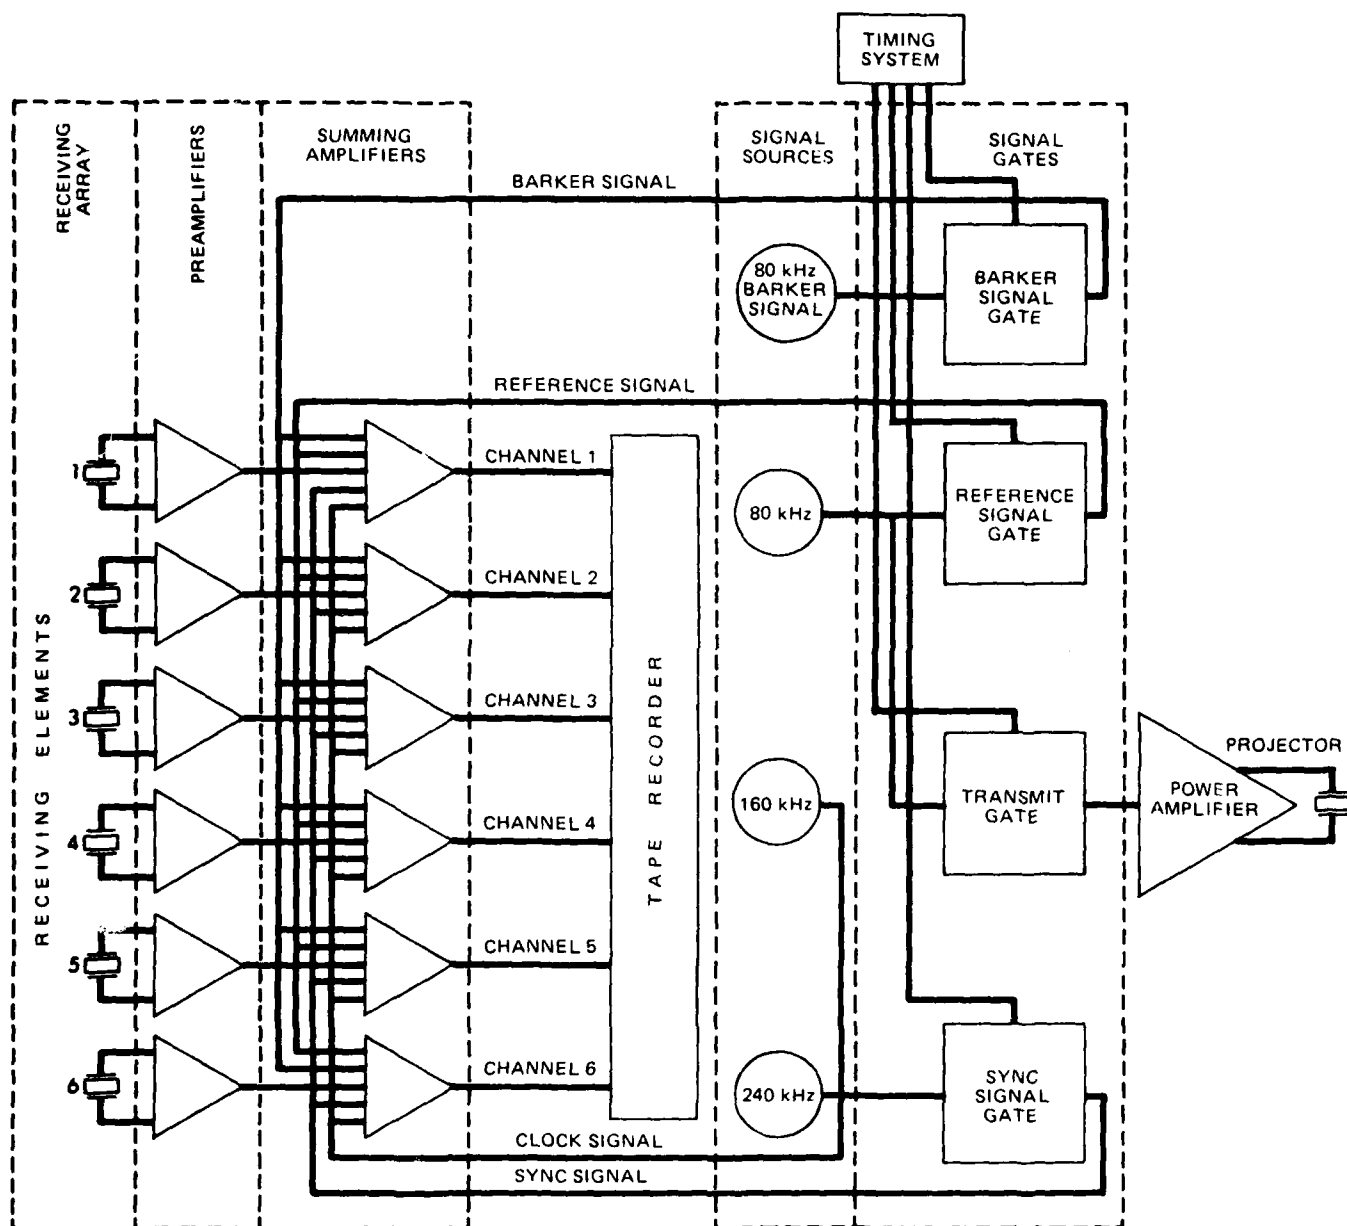 TIMING
SYSTEM
RECEIVING
ARRAY
PREAMPLIFIERS
SUMMING
AMPLIFIERS
SIGNAL
SOURCES
SIGNAL
GATES
BARKER SIGNAL
80 kHz
BARKER
SIGNAL
BARKER
SIGNAL
GATE
REFERENCE SIGNAL
1
CHANNEL 1
80 kHz
REFERENCE
SIGNAL
GATE
2
CHANNEL 2
RECEIVING ELEMENTS
3
CHANNEL 3
TAPE RECORDER
160 kHz
TRANSMIT
GATE
POWER
AMPLIFIER
PROJECTOR
4
CHANNEL 4
5
CHANNEL 5
6
CHANNEL 6
240 kHz
SYNC
SIGNAL
GATE
CLOCK SIGNAL
SYNC SIGNAL